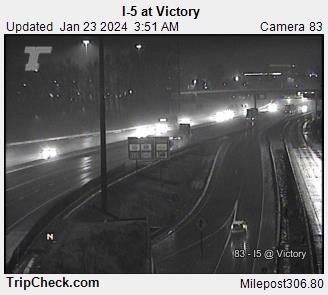 I-5 at Victory
Updated Jan 23 2024 3:51 AM Camera 83
N
83 - I5 @ Victory
TripCheck.com Milepost306.80